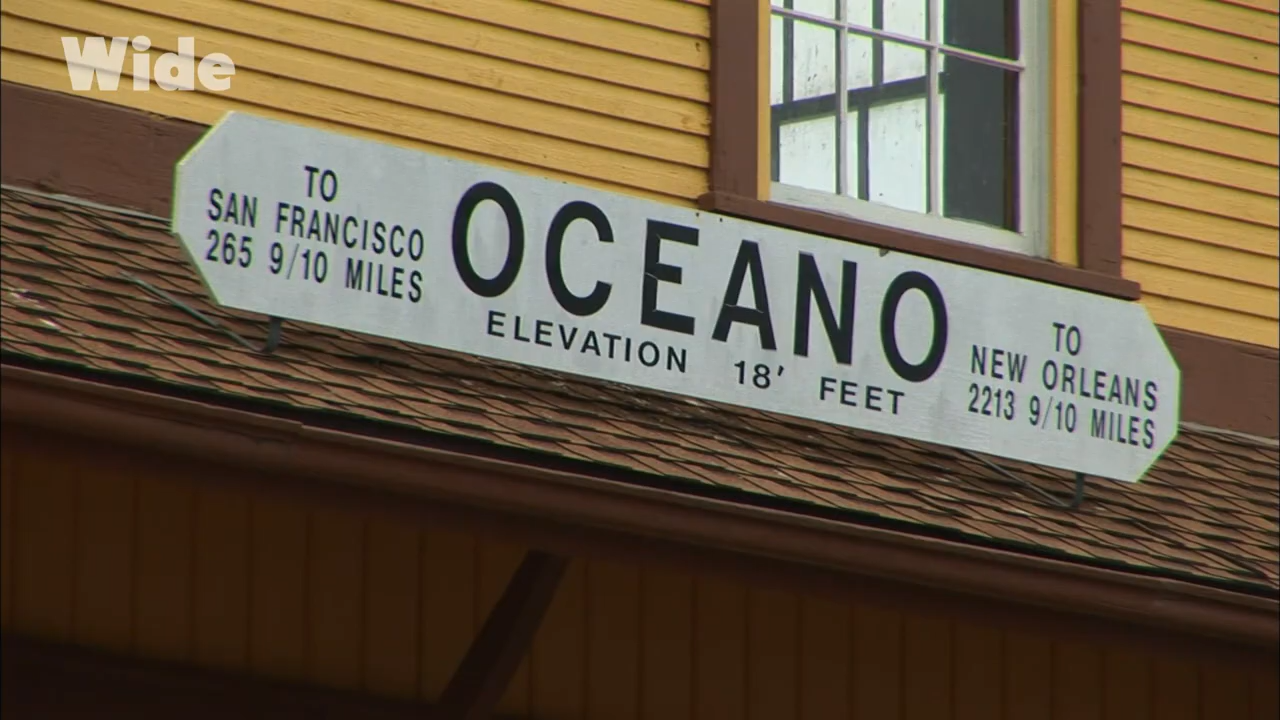 Wide
TO
SAN FRANCISCO
265 9/10 MILES
OCEANO
ELEVATION 18' FEET
TO
NEW ORLEANS
2213 9/10 MILES